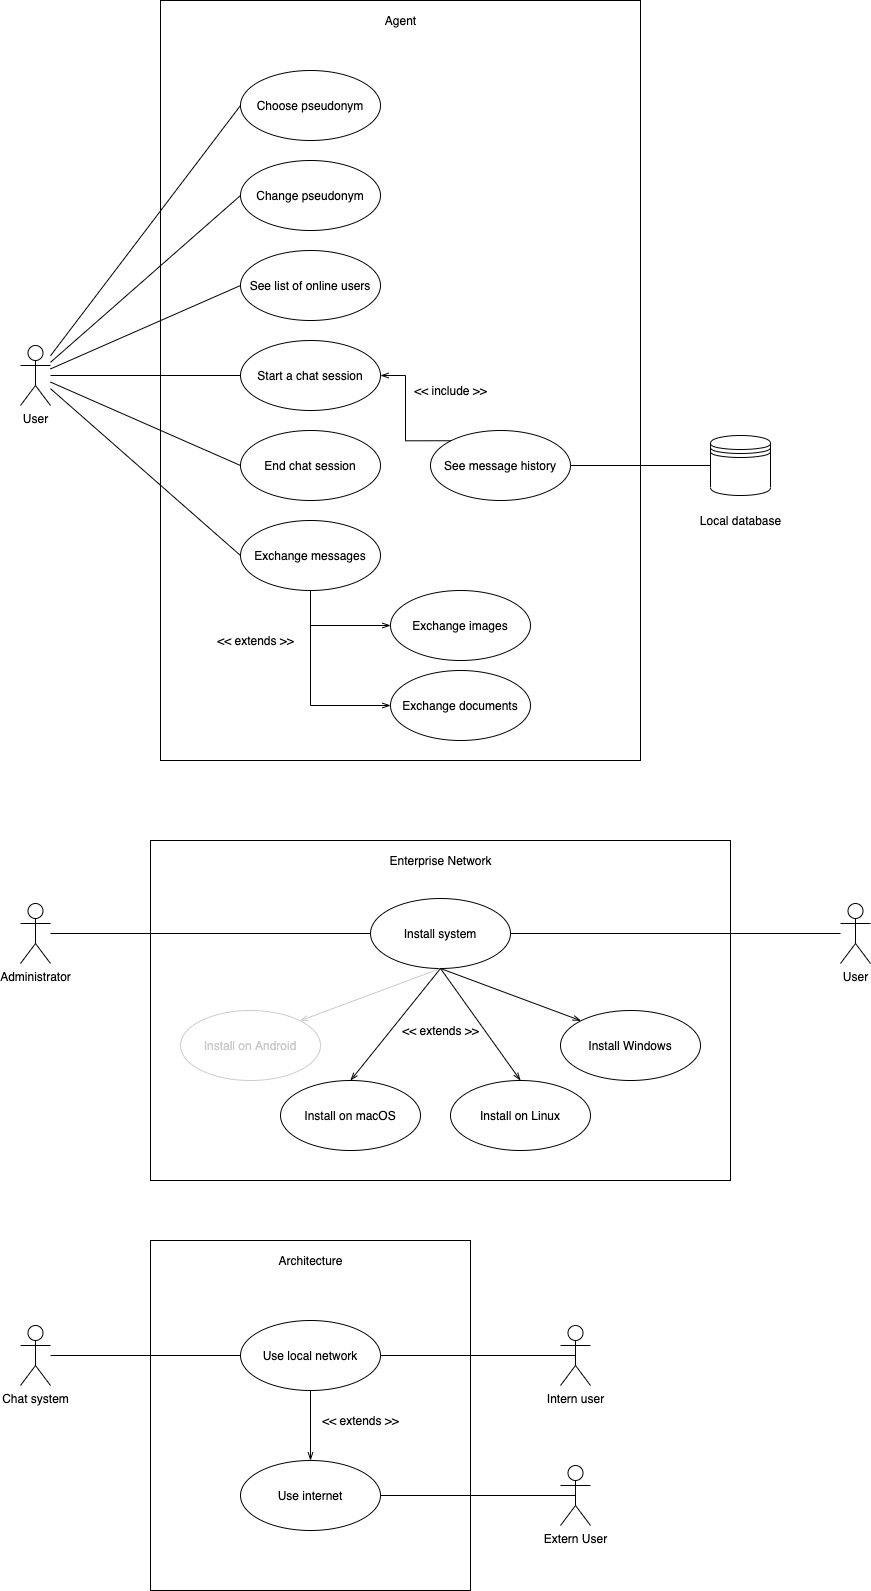 Agent
Choose pseudonym
Change pseudonym
See list of online users
Start a chat session
<< include >>
User
End chat session
See message history
Local database
Exchange messages
Exchange images
<< extends >>
Exchange documents
Enterprise Network
Install system
Administrator
User
<< extends >>
Install on Android
Install Windows
Install on macOS
Install on Linux
Architecture
Use local network
Chat system
Intern user
<< extends >>
Use internet
Extern User